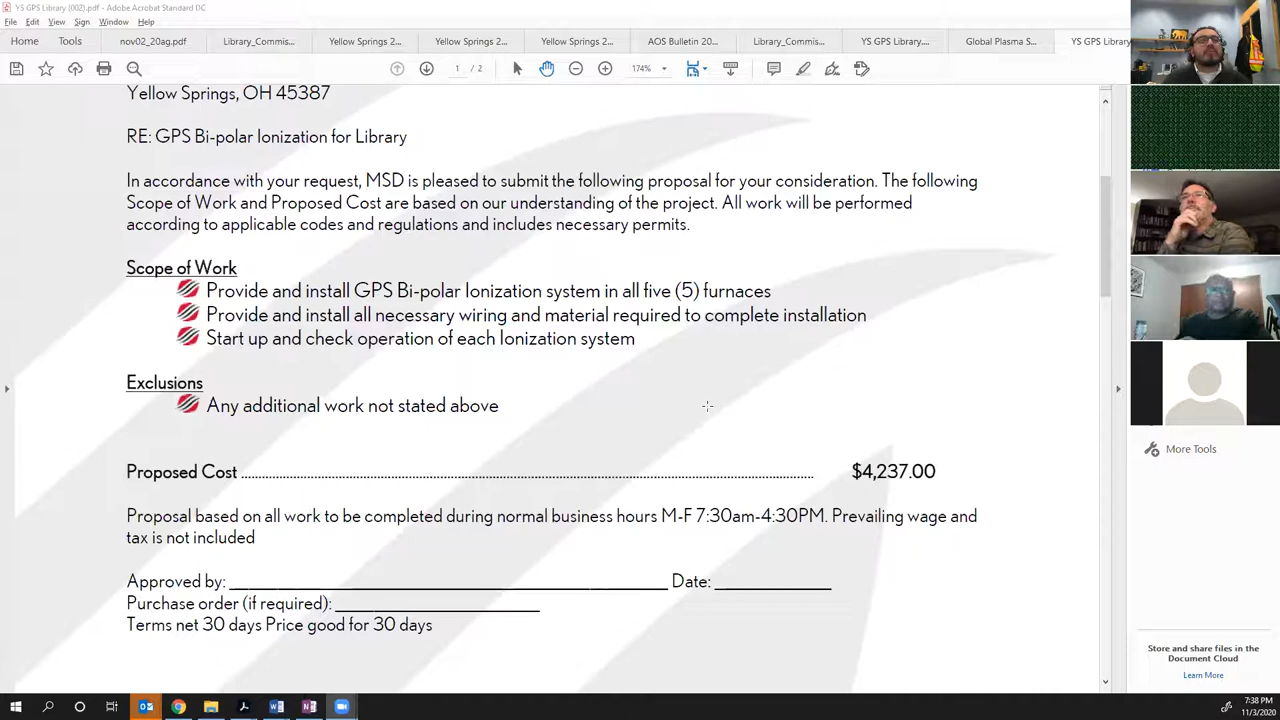 YS GPS Library (002).pdf - Adobe Acrobat Standard DC
File Edit View Sign Window Help
Home Tools nov02_20ag.pdf Library_Commis... Yellow Springs 2... Yellow Springs 2... Yellow Springs 2... AOS Bulletin 20... Library_Commis... YS GPS Library.... Global Plasma S... YS GPS Library
1 / 2 174%
Yellow Springs, OH 45387
RE: GPS Bi-polar Ionization for Library
In accordance with your request, MSD is pleased to submit the following proposal for your consideration. The following
Scope of Work and Proposed Cost are based on our understanding of the project. All work will be performed
according to applicable codes and regulations and includes necessary permits.
Scope of Work
Provide and install GPS Bi-polar Ionization system in all five (5) furnaces
Provide and install all necessary wiring and material required to complete installation
Start up and check operation of each Ionization system
Exclusions
Any additional work not stated above
Proposed Cost ................................................ $4,237.00
Proposal based on all work to be completed during normal business hours M-F 7:30am-4:30PM. Prevailing wage and
tax is not included
Approved by: ________________ Date: ____________
Purchase order (if required): ____________________
Terms net 30 days Price good for 30 days
More Tools
Store and share files in the
Document Cloud
Learn More
7:38 PM
11/3/2020